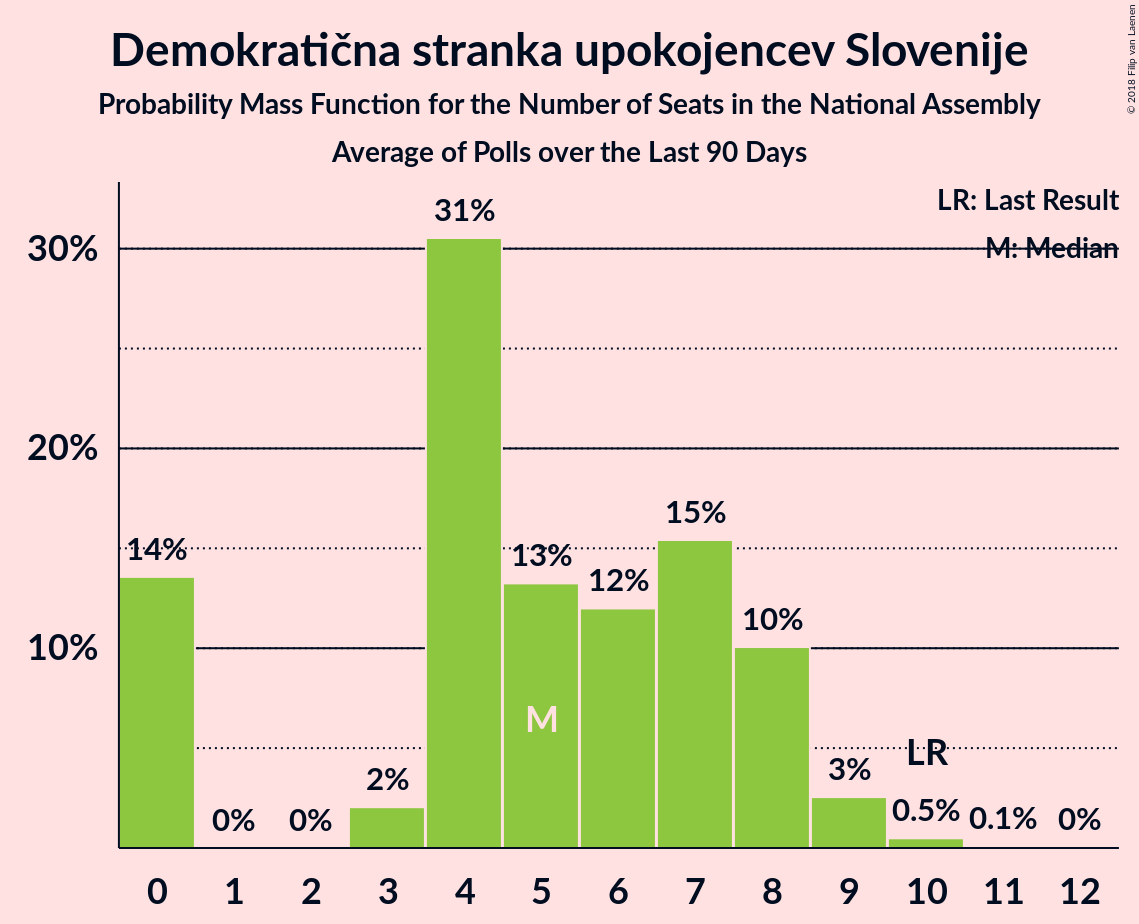 Demokratična stranka upokojencev Slovenije
Probability Mass Function for the Number of Seats in the National Assembly
Average of Polls over the Last 90 Days
© 2018 Filip van Laenen
LR: Last Result
M: Median
30%
20%
10%
14%
0%
0%
2%
31%
13%
12%
15%
10%
3%
0.5%
0.1%
0%
M
LR
0 1 2 3 4 5 6 7 8 9 10 11 12